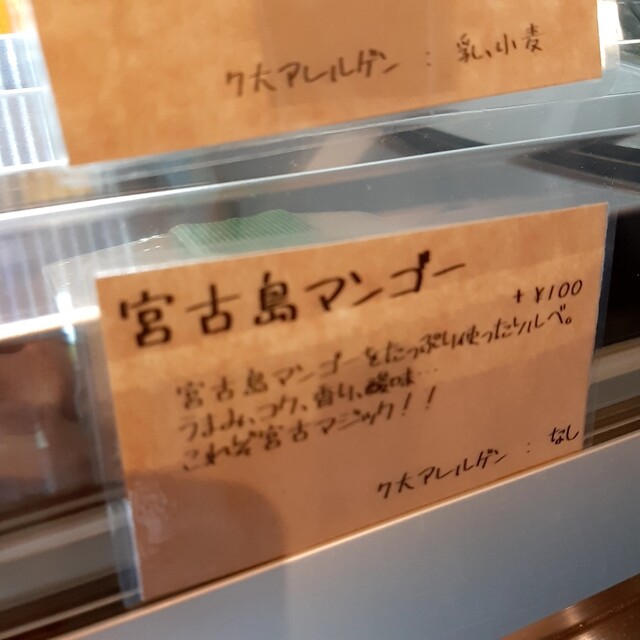 7大アレルゲン : 乳、小麦
宮古島マンゴー
+¥100
宮古島マンゴーをたっぷり使ったソルベ。
うまみ、コク、香り、酸味…
これぞ宮古マジック!!
7大アレルゲン : なし